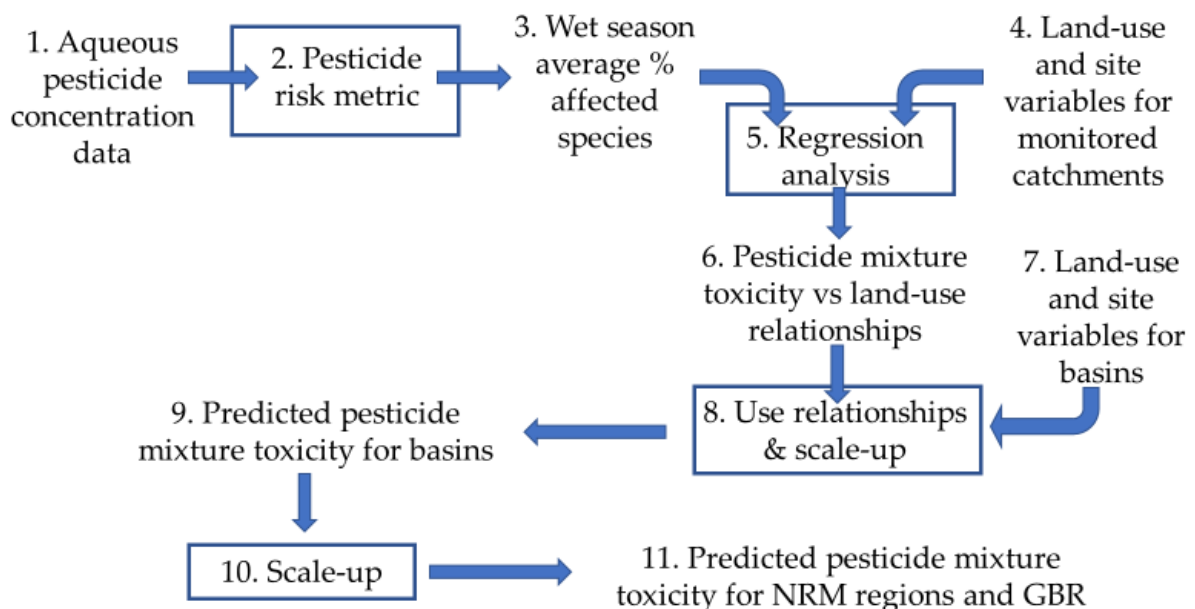 1. Aqueous
pesticide
concentration
data
2. Pesticide
risk metric
3. Wet season
average %
affected
species
4. Land-use
and site
variables for
monitored
catchments
5. Regression
analysis
6. Pesticide mixture
toxicity vs land-use
relationships
7. Land-use
and site
variables for
basins
8. Use relationships
& scale-up
9. Predicted pesticide
mixture toxicity for basins
10. Scale-up
11. Predicted pesticide mixture
toxicity for NRM regions and GBR